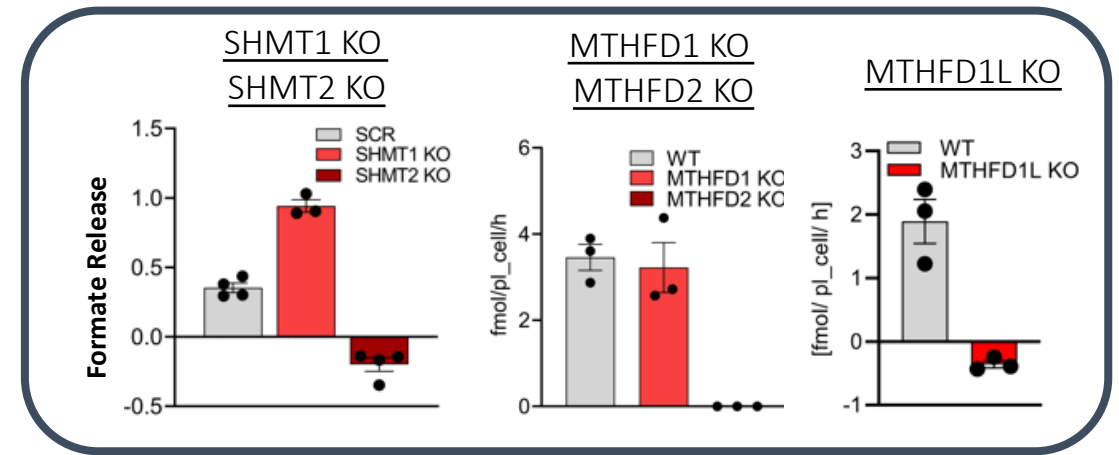 SHMT1 KO
SHMT2 KO
Formate Release
1.5
1.0
0.5
0.0
-0.5
SCR
SHMT1 KO
SHMT2 KO
MTHFD1 KO
MTHFD2 KO
fmol/pl_cell/h
6
4
2
0
WT
MTHFD1 KO
MTHFD2 KO
MTHFD1L KO
[fmol/ pl_cell/ h]
3
2
1
0
-1
WT
MTHFD1L KO